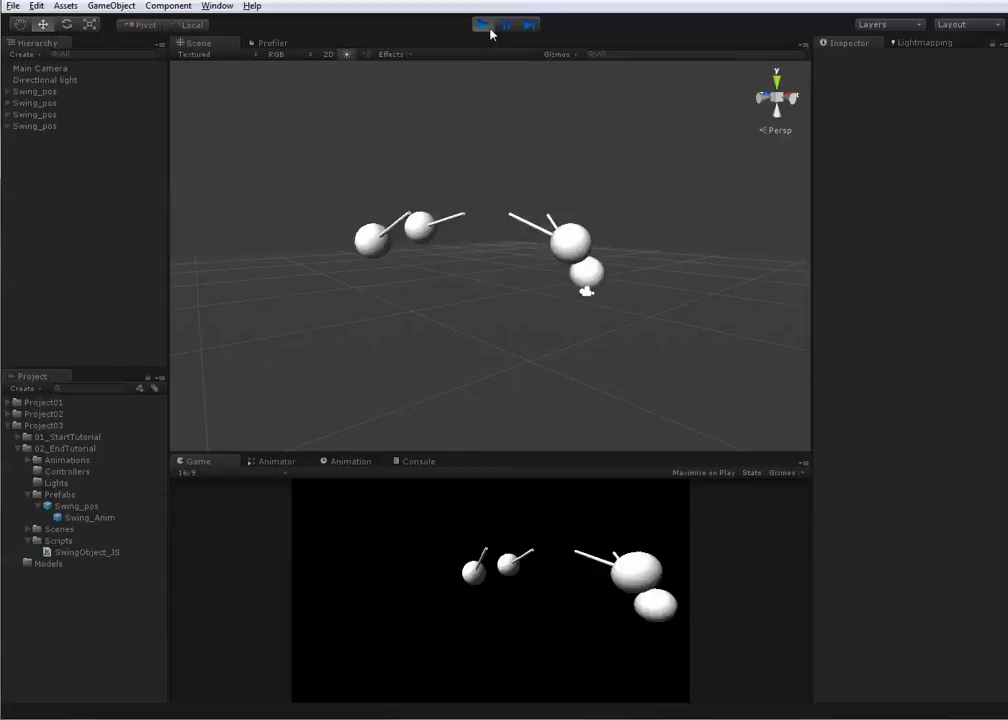 File Edit Assets GameObject Component Window Help
Pivot Local Layers Layout
Hierarchy Scene Profiler Inspector Lightmapping
Create All Textured RGB 2D Effects Gizmos All
Main Camera
Directional light
Swing_pos
Swing_pos
Swing_pos
Swing_pos
y
x
Persp
Project
Create
Project01
Project02
Project03
01_StartTutorial
02_EndTutorial
Animations
Controllers
Lights
Prefabs
Swing_pos
Swing_Anim
Scenes
Scripts
SwingObject_JS
Models
Game Animator Animation Console
16:9 Maximize on Play Stats Gizmos